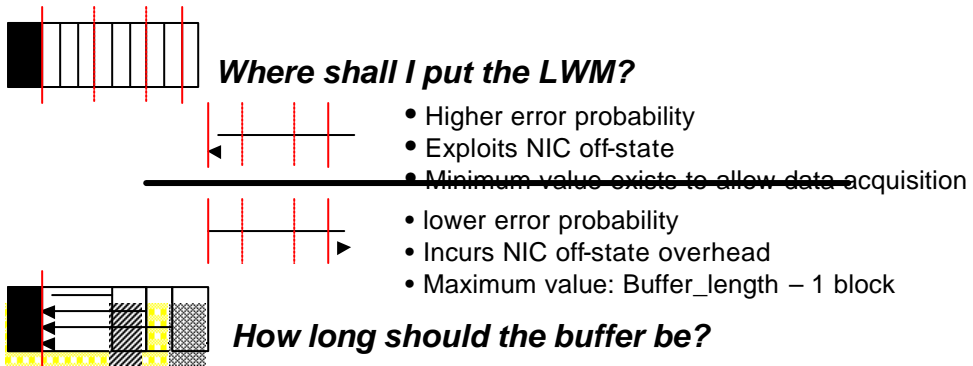 Where shall I put the LWM?
• Higher error probability
• Exploits NIC off-state
• Minimum value exists to allow data acquisition
• lower error probability
• Incurs NIC off-state overhead
• Maximum value: Buffer_length – 1 block
How long should the buffer be?